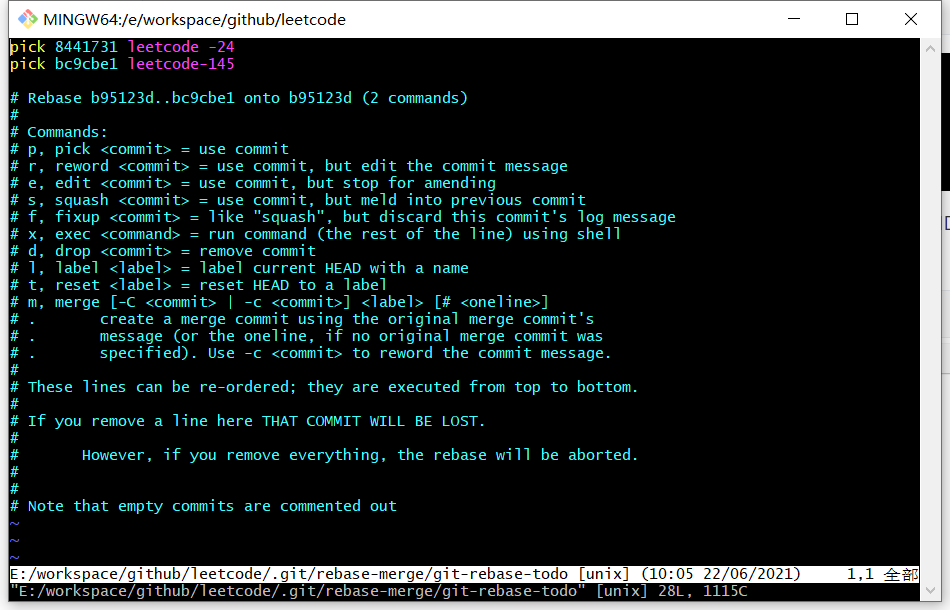 MINGW64:/e/workspace/github/leetcode
pick 8441731 leetcode -24
pick bc9cbe1 leetcode-145
# Rebase b95123d..bc9cbe1 onto b95123d (2 commands)
#
# Commands:
# p, pick <commit> = use commit
# r, reword <commit> = use commit, but edit the commit message
# e, edit <commit> = use commit, but stop for amending
# s, squash <commit> = use commit, but meld into previous commit
# f, fixup <commit> = like "squash", but discard this commit's log message
# x, exec <command> = run command (the rest of the line) using shell
# d, drop <commit> = remove commit
# l, label <label> = label current HEAD with a name
# t, reset <label> = reset HEAD to a label
# m, merge [-C <commit> | -c <commit>] <label> [# <oneline>]
# .       create a merge commit using the original merge commit's
# .       message (or the oneline, if no original merge commit was
# .       specified). Use -c <commit> to reword the commit message.
#
# These lines can be re-ordered; they are executed from top to bottom.
#
# If you remove a line here THAT COMMIT WILL BE LOST.
#
#       However, if you remove everything, the rebase will be aborted.
#
#
# Note that empty commits are commented out
~
~
~
E:/workspace/github/leetcode/.git/rebase-merge/git-rebase-todo [unix] (10:05 22/06/2021)     1,1 全部
"E:/workspace/github/leetcode/.git/rebase-merge/git-rebase-todo" [unix] 28L, 1115C